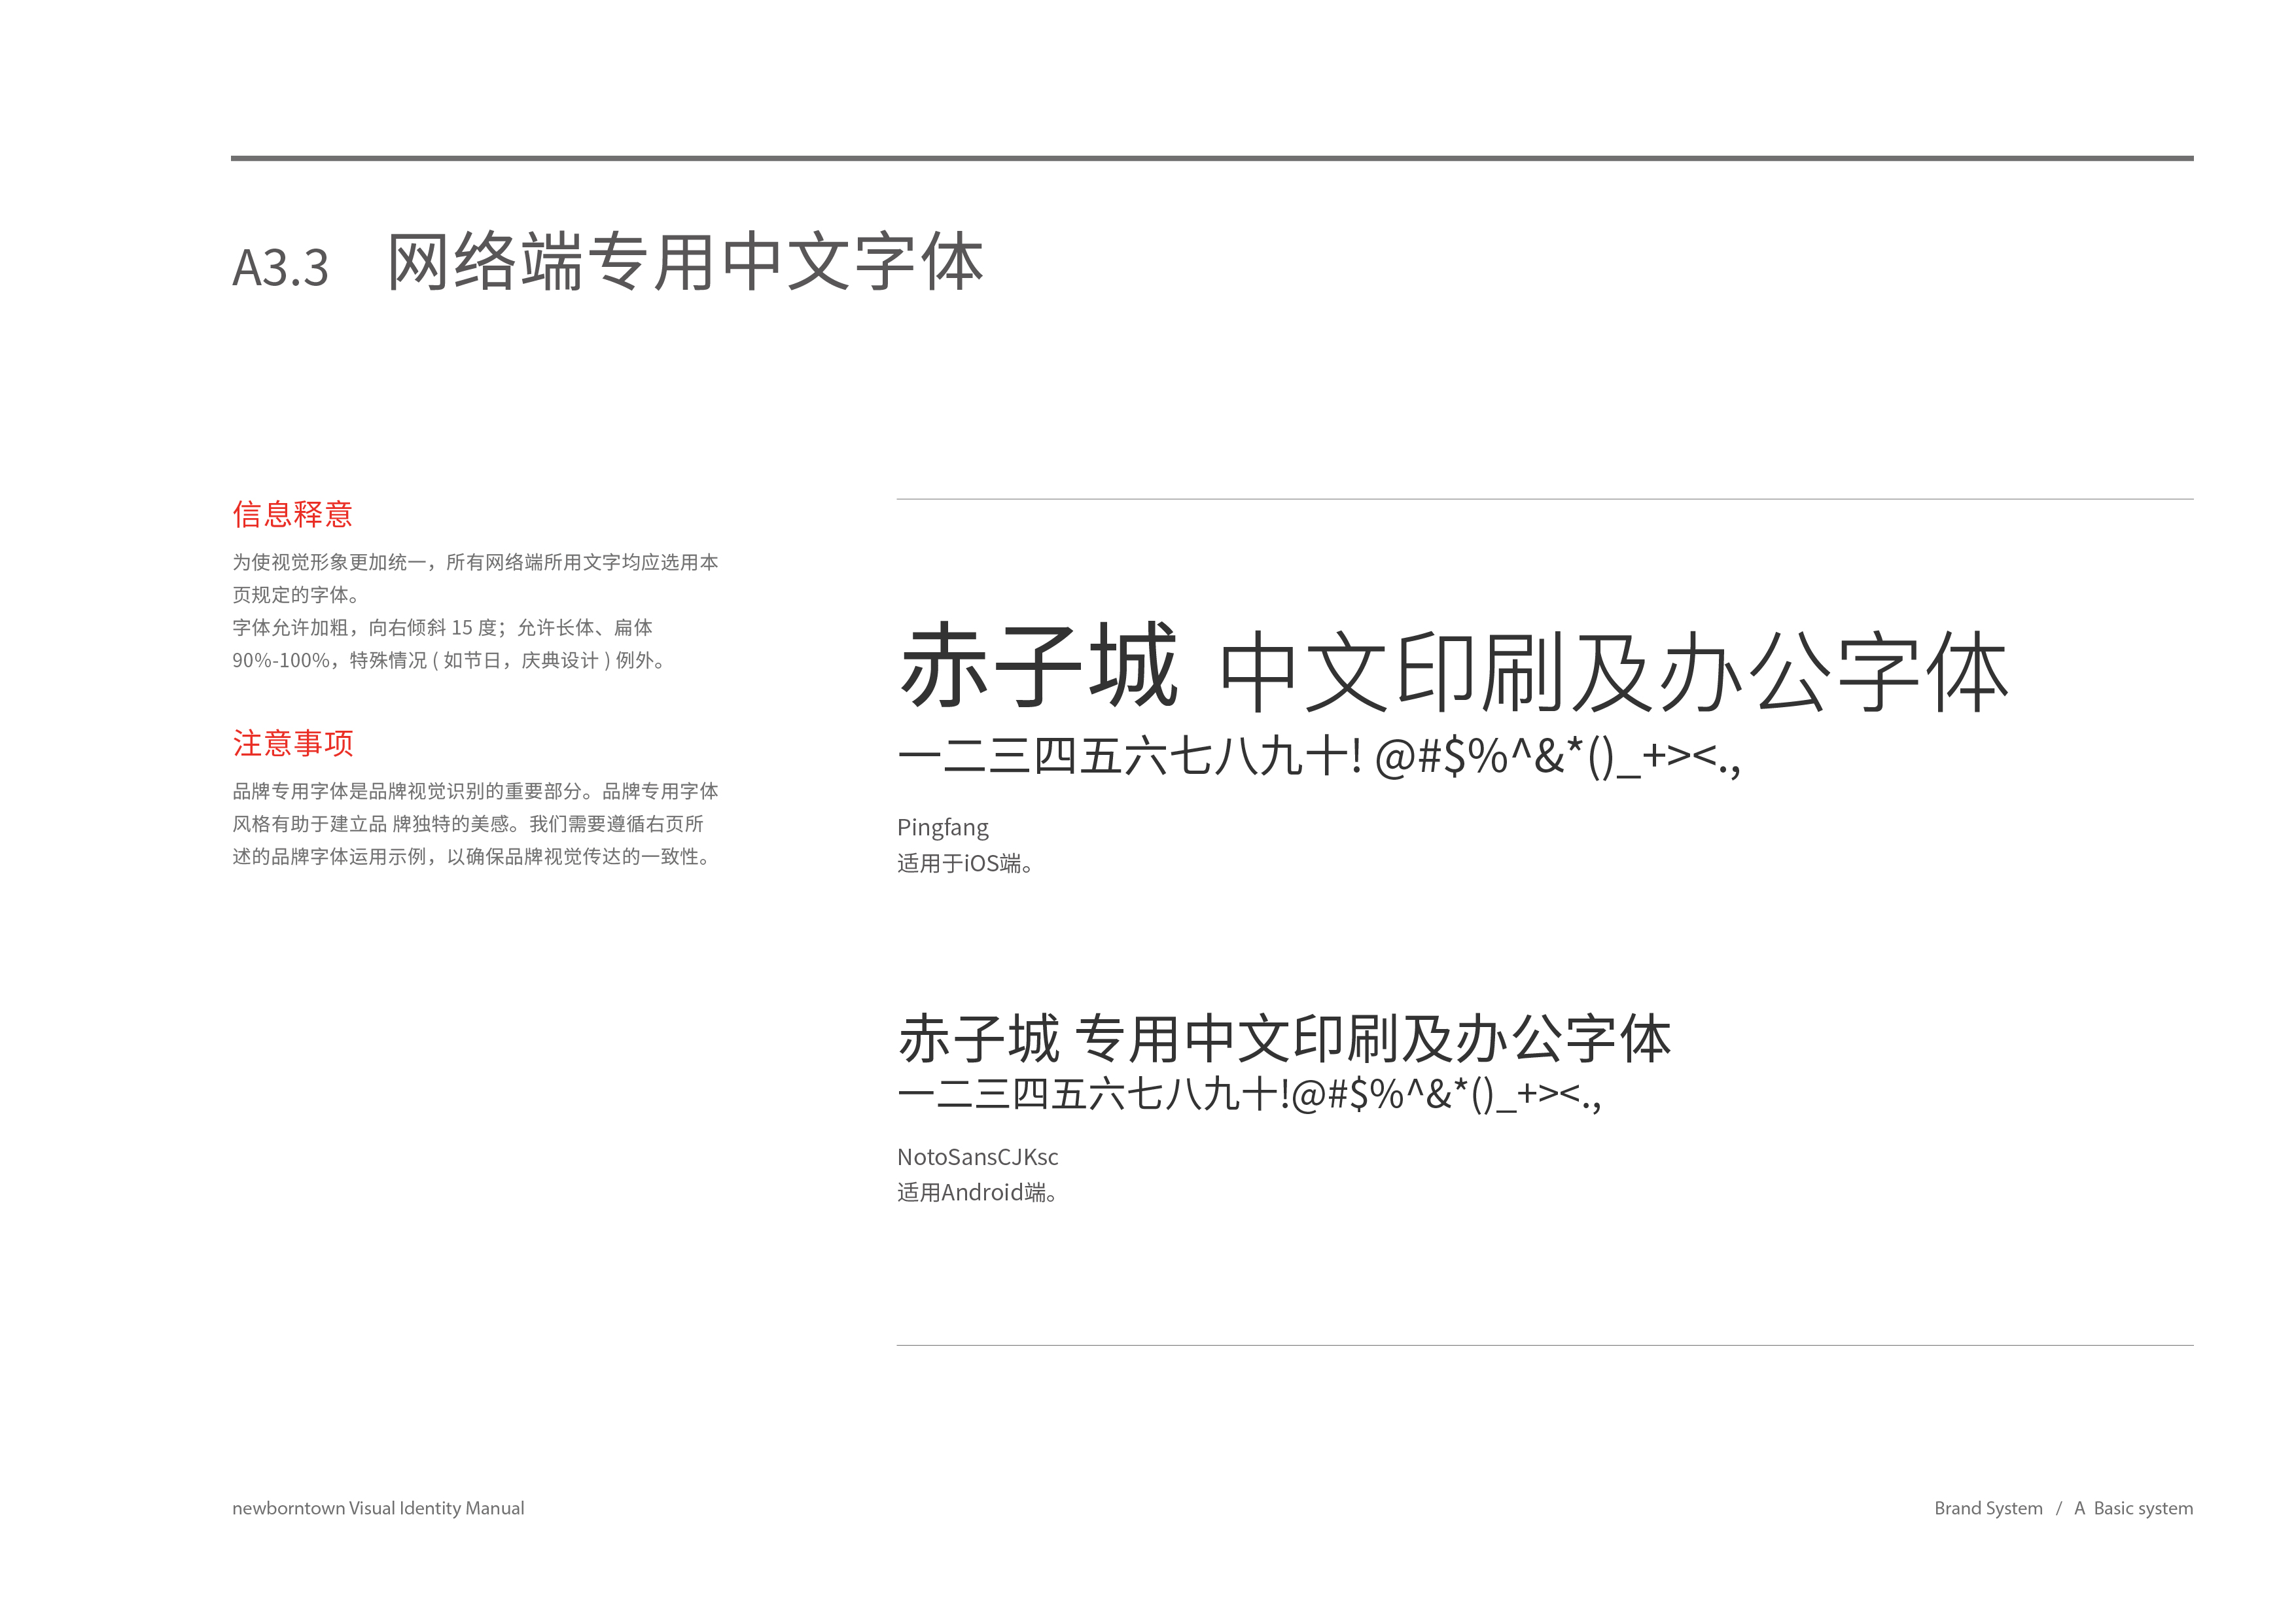 A3.3 网络端专用中文字体
信息释意
为使视觉形象更加统一，所有网络端所用文字均应选用本
页规定的字体。
字体允许加粗，向右倾斜 15 度；允许长体、扁体
90%-100%，特殊情况 ( 如节日，庆典设计 ) 例外。
注意事项
品牌专用字体是品牌视觉识别的重要部分。品牌专用字体
风格有助于建立品 牌独特的美感。我们需要遵循右页所
述的品牌字体运用示例，以确保品牌视觉传达的一致性。
赤子城 中文印刷及办公字体
一二三四五六七八九十! @#$%^&*()_+><.,
Pingfang
适用于iOS端。
赤子城 专用中文印刷及办公字体
一二三四五六七八九十!@#$%^&*()_+><.,
NotoSansCJKsc
适用Android端。
newborntown Visual Identity Manual
Brand System / A Basic system